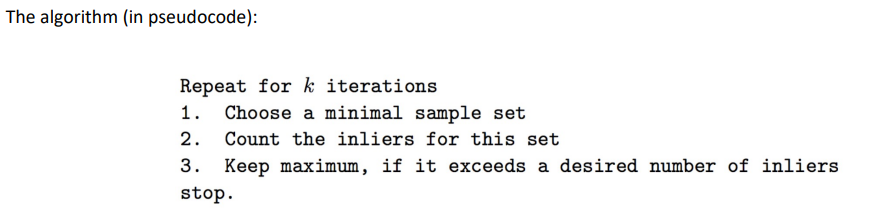 The algorithm (in pseudocode):
Repeat for k iterations
1. Choose a minimal sample set
2. Count the inliers for this set
3. Keep maximum, if it exceeds a desired number of inliers
stop.